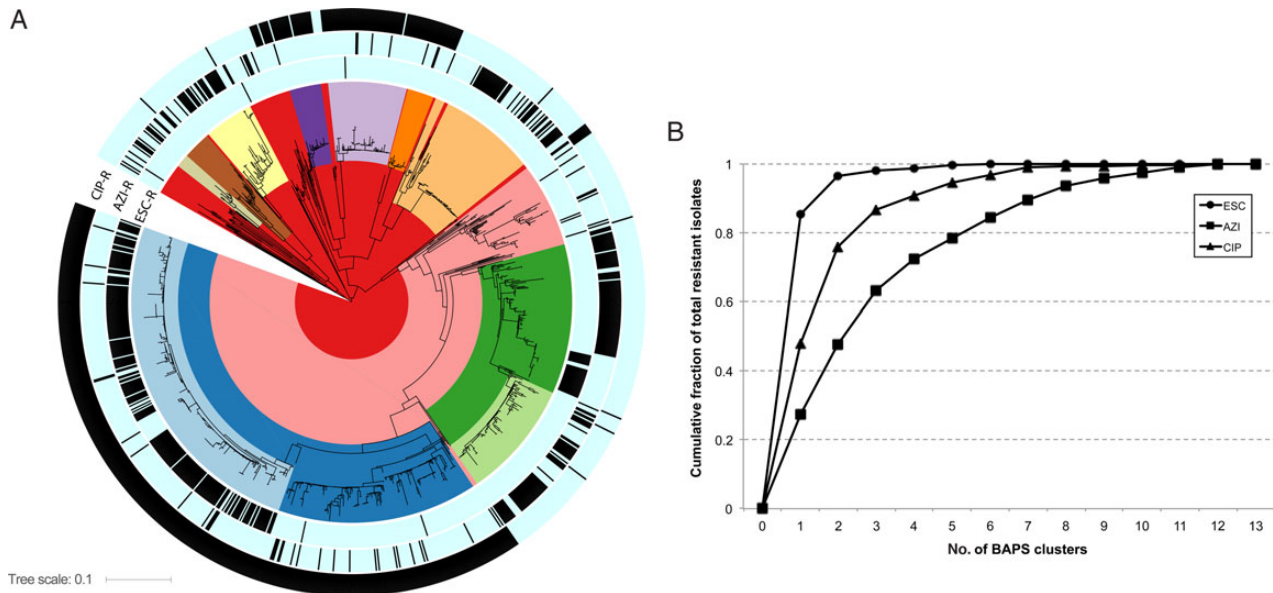 A
CIP-R
AZI-R
ESC-R
Tree scale: 0.1
B
Cumulative fraction of total resistant isolates
1
0.8
0.6
0.4
0.2
0
0 1 2 3 4 5 6 7 8 9 10 11 12 13
No. of BAPS clusters
ESC
AZI
CIP